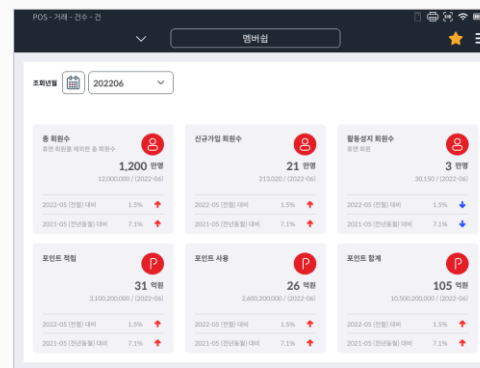 POS - 거래 - 건수 - 건
멤버쉽
조회년월 202206
총 회원수
휴면 회원을 제외한 총 회원수
1,200 만명
12,000,000 / (2022-06)
2022-05 (전월) 대비 1.5%
2021-05 (전년동월) 대비 7.1%
신규가입 회원수
21 만명
213,020 / (2022-06)
2022-05 (전월) 대비 1.5%
2021-05 (전년동월) 대비 7.1%
활동성지 회원수
휴면 회원
3 만명
30,150 / (2022-06)
2022-05 (전월) 대비 1.5%
2021-05 (전년동월) 대비 7.1%
포인트 적립
P
31 억원
3,100,200,000 / (2022-06)
2022-05 (전월) 대비 1.5%
2021-05 (전년동월) 대비 7.1%
포인트 사용
P
26 억원
2,600,200,000 / (2022-06)
2022-05 (전월) 대비 1.5%
2021-05 (전년동월) 대비 7.1%
포인트 합계
P
105 억원
10,500,200,000 / (2022-06)
2022-05 (전월) 대비 1.5%
2021-05 (전년동월) 대비 7.1%